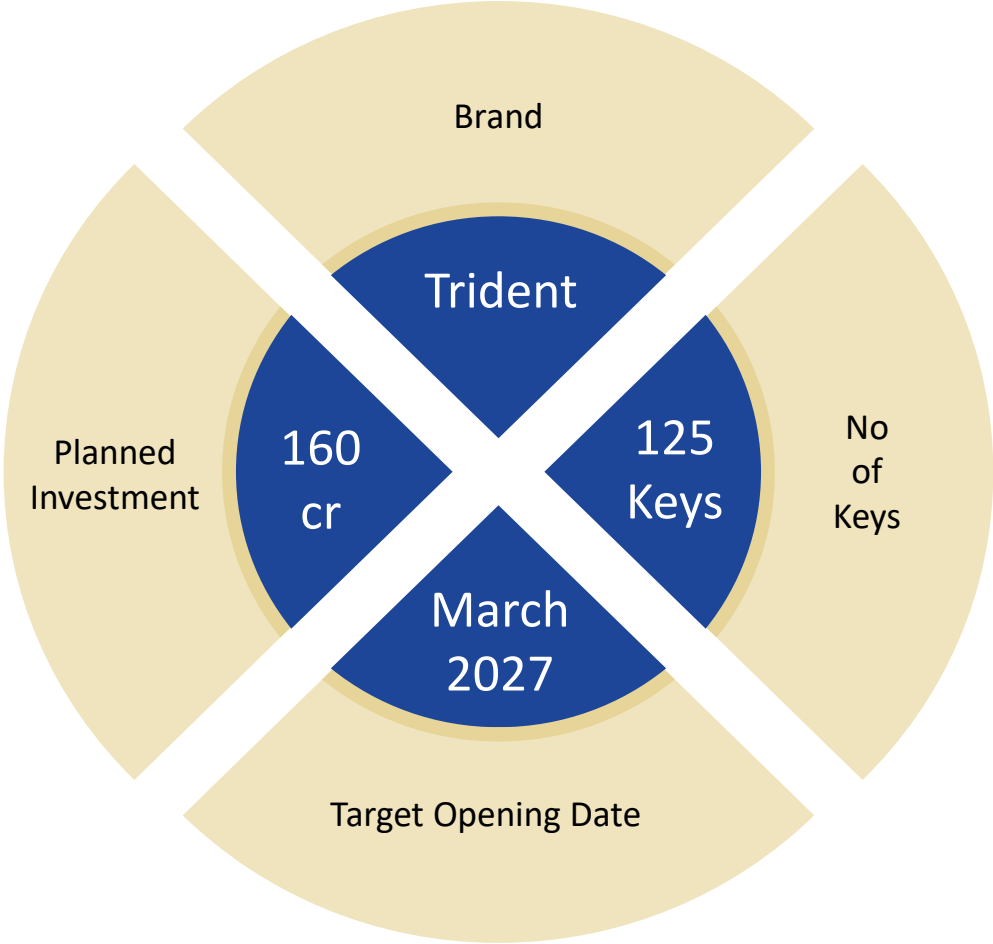 Brand
Trident
Planned
Investment
160
cr
125
Keys
No
of
Keys
March
2027
Target Opening Date